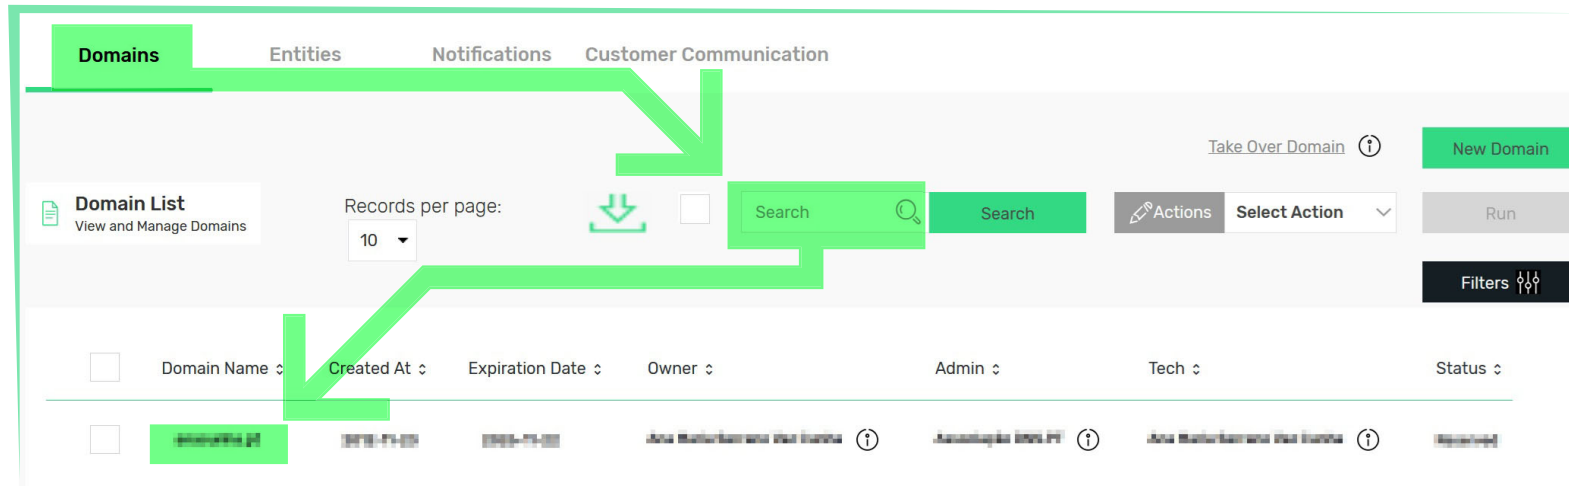 Domains Entities Notifications Customer Communication
Take Over Domain New Domain
Domain List
View and Manage Domains
Records per page:
10
Search Search Actions Select Action Run
Filters
Domain Name Created At Expiration Date Owner Admin Tech Status